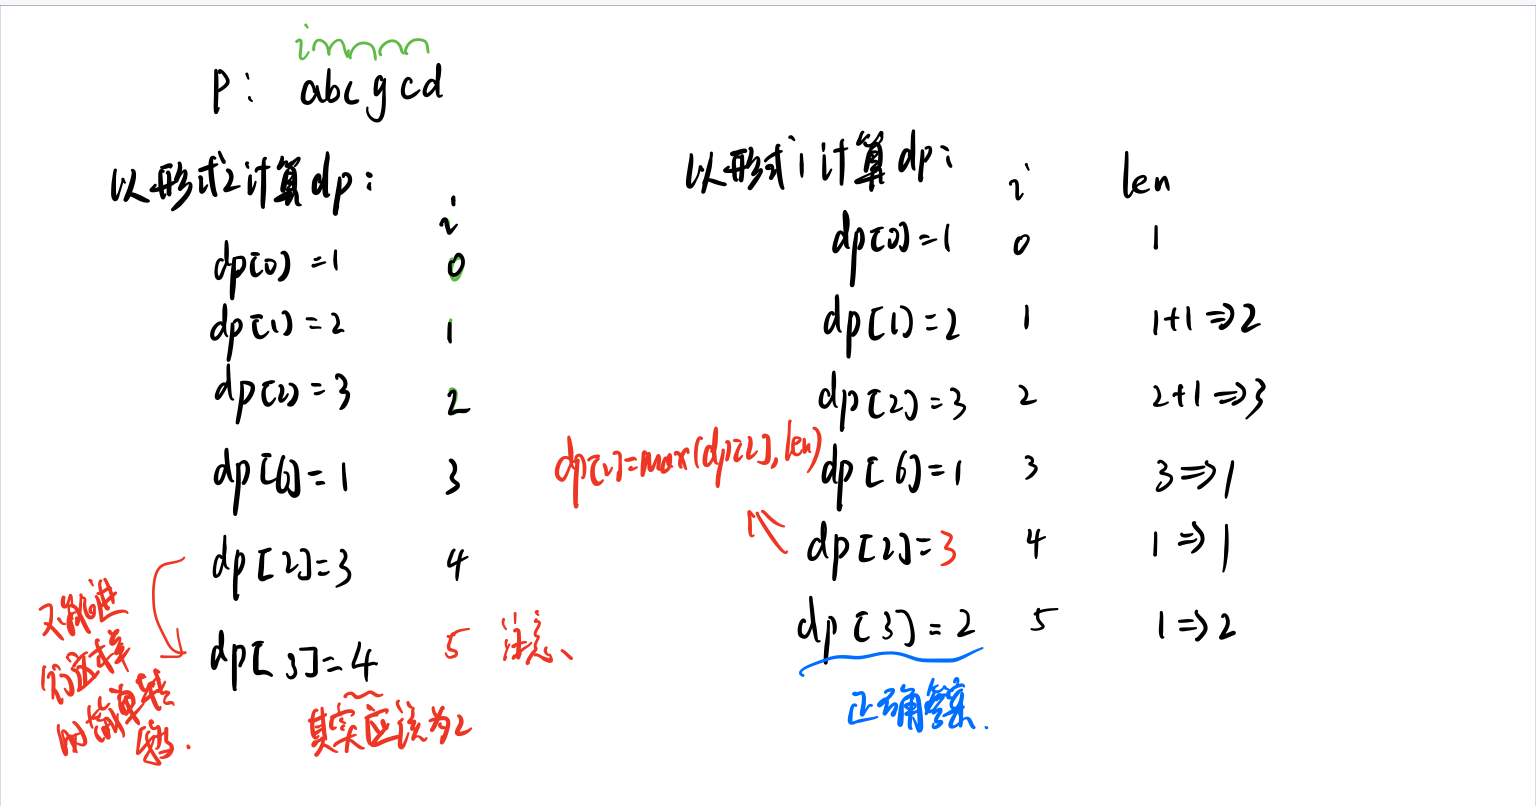 P: abcgcd
以形式2计算dp:
i
dp[0]=1 0
dp[1]=2 1
dp[2]=3 2
dp[6]=1 3
dp[2]=3 4
dp[3]=4 5 注意、
不能进
行这样
的简单转
移.
其实应该为2
以形式1计算dp:
i len
dp[0]=1 0 1
dp[1]=2 1 1+1=>2
dp[2]=3 2 2+1=>3
dp[2]=max(dp[2],len)
dp[6]=1 3 3=>1
dp[2]=3 4 1=>1
dp[3]=2 5 1=>2
正确答案.